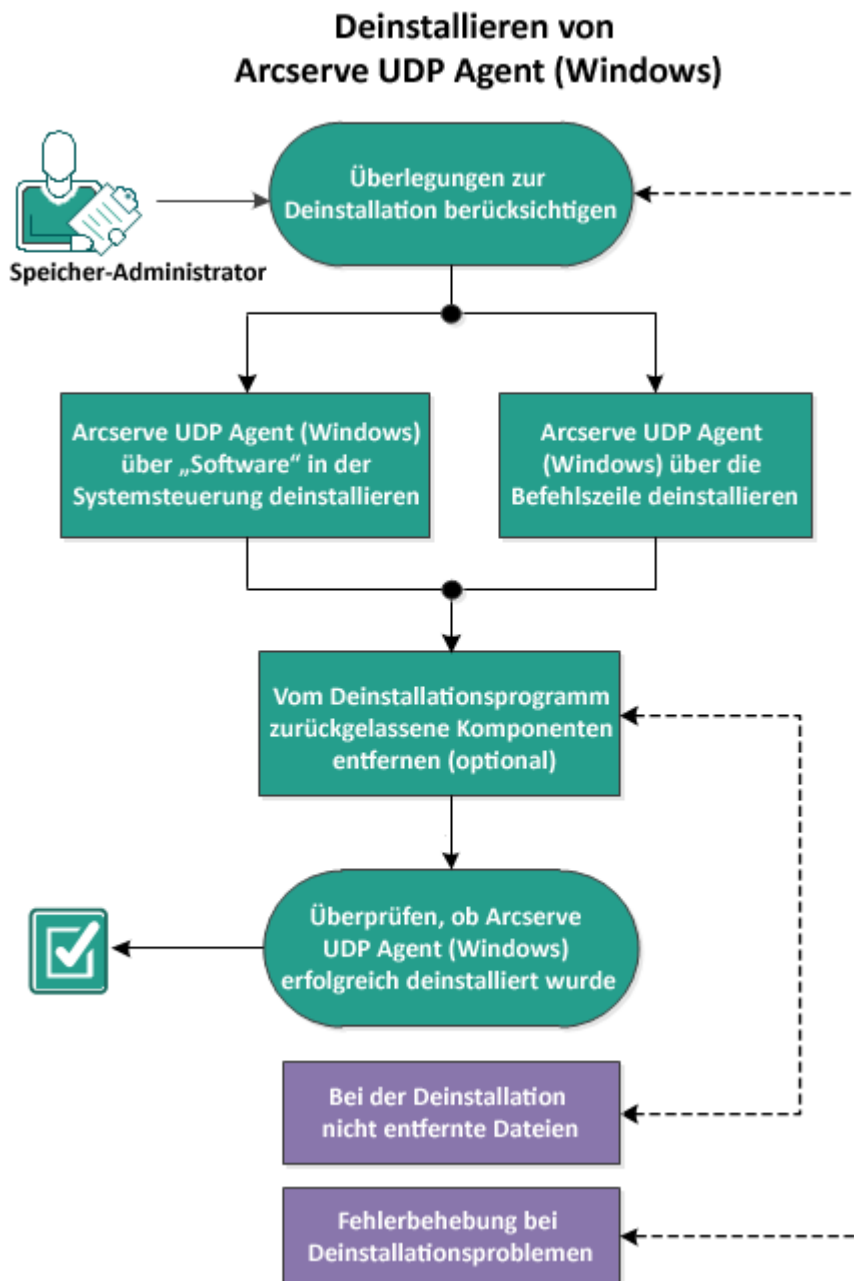 Deinstallieren von
Arcserve UDP Agent (Windows)
Überlegungen zur
Deinstallation berücksichtigen
Speicher-Administrator
Arcserve UDP Agent (Windows)
über „Software“ in der
Systemsteuerung deinstallieren
Arcserve UDP Agent
(Windows) über die
Befehlszeile deinstallieren
Vom Deinstallationsprogramm
zurückgelassene Komponenten
entfernen (optional)
Überprüfen, ob Arcserve
UDP Agent (Windows)
erfolgreich deinstalliert wurde
Bei der Deinstallation
nicht entfernte Dateien
Fehlerbehebung bei
Deinstallationsproblemen